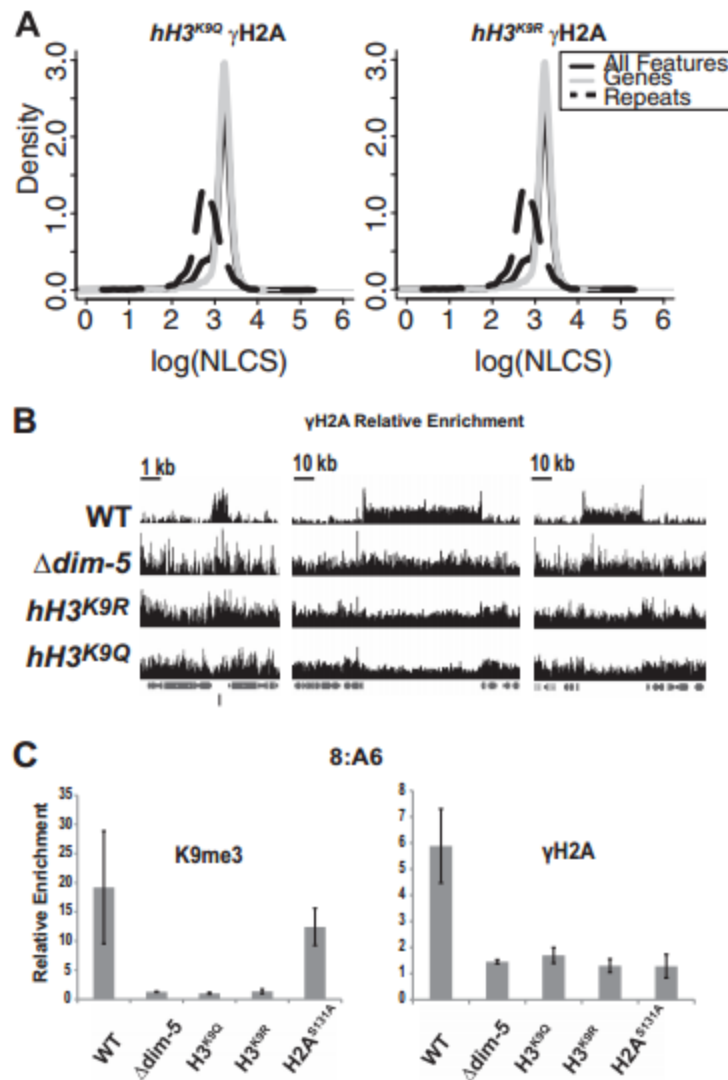 A
hH3K9Q γH2A
hH3K9R γH2A
All Features
Genes
Repeats
Density
3.0
2.0
1.0
0.0
0 1 2 3 4 5 6
log(NLCS)
3.0
2.0
1.0
0.0
0 1 2 3 4 5 6
log(NLCS)
B
γH2A Relative Enrichment
1 kb
10 kb
10 kb
WT
Δdim-5
hH3K9R
hH3K9Q
C
8:A6
Relative Enrichment
35
30
25
20
15
10
5
0
K9me3
WT Δdim-5 H3K9Q H3K9R H2AS131A
8
7
6
5
4
3
2
1
0
γH2A
WT Δdim-5 H3K9Q H3K9R H2AS131A